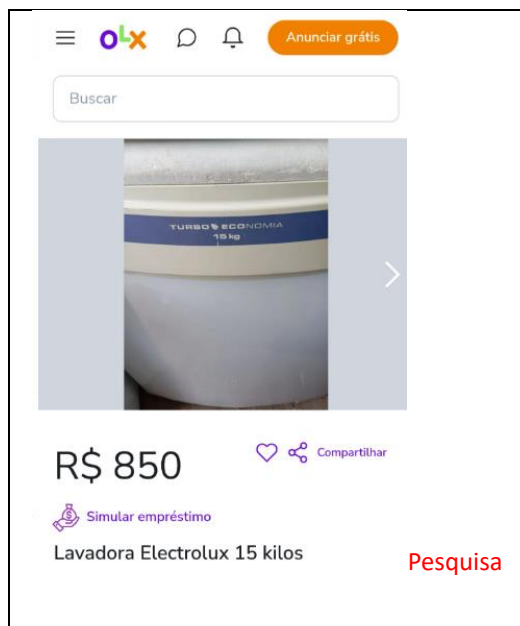 OLX
Anunciar grátis
Buscar
TURBO ECONOMIA
15 kg
R$ 850
Compartilhar
Simular empréstimo
Lavadora Electrolux 15 kilos
Pesquisa